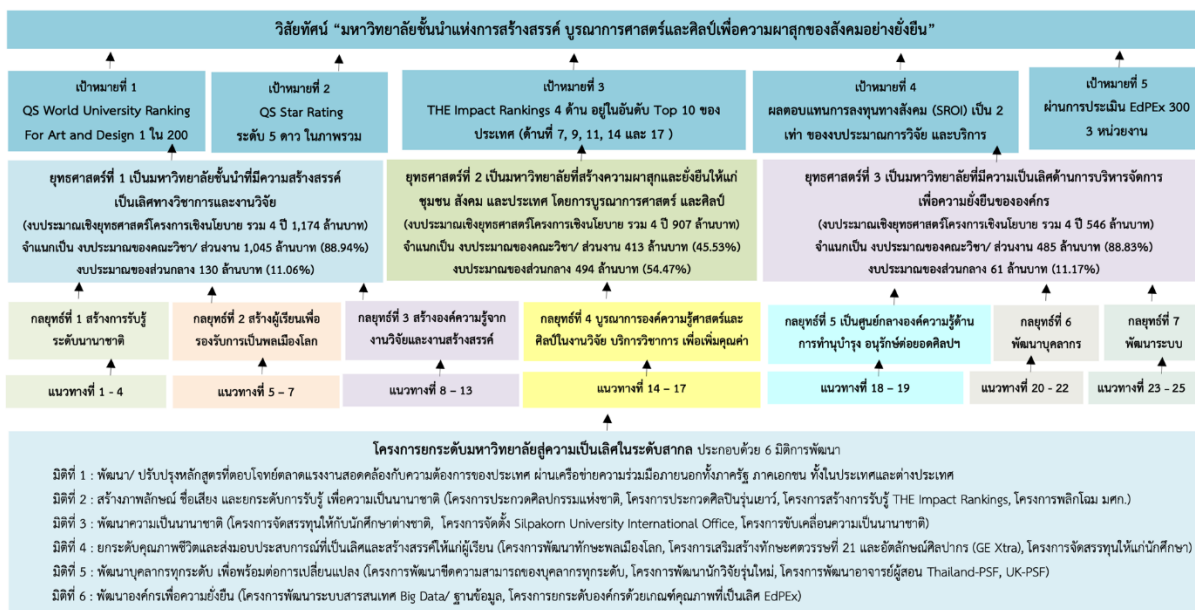 วิสัยทัศน์ “มหาวิทยาลัยชั้นนำแห่งการสร้างสรรค์ บูรณาการศาสตร์และศิลป์เพื่อความผาสุกของสังคมอย่างยั่งยืน”
เป้าหมายที่ 1
QS World University Ranking
For Art and Design 1 ใน 200
เป้าหมายที่ 2
QS Star Rating
ระดับ 5 ดาว ในภาพรวม
เป้าหมายที่ 3
THE Impact Rankings 4 ด้าน อยู่ในอันดับ Top 10 ของ
ประเทศ (ด้านที่ 7, 9, 11, 14 และ 17 )
เป้าหมายที่ 4
ผลตอบแทนการลงทุนทางสังคม (SROI) เป็น 2
เท่า ของงบประมาณการวิจัย และบริการ
เป้าหมายที่ 5
ผ่านการประเมิน EdPEx 300
3 หน่วยงาน
ยุทธศาสตร์ที่ 1 เป็นมหาวิทยาลัยชั้นนำที่มีความสร้างสรรค์
เป็นเลิศทางวิชาการและงานวิจัย
(งบประมาณเชิงยุทธศาสตร์โครงการเชิงนโยบาย รวม 4 ปี 1,174 ล้านบาท)
จำแนกเป็น งบประมาณของคณะวิชา/ ส่วนงาน 1,045 ล้านบาท (88.94%)
งบประมาณของส่วนกลาง 130 ล้านบาท (11.06%)
ยุทธศาสตร์ที่ 2 เป็นมหาวิทยาลัยที่สร้างความผาสุกและยั่งยืนให้แก่
ชุมชน สังคม และประเทศ โดยการบูรณาการศาสตร์ และศิลป์
(งบประมาณเชิงยุทธศาสตร์โครงการเชิงนโยบาย รวม 4 ปี 907 ล้านบาท)
จำแนกเป็น งบประมาณของคณะวิชา/ ส่วนงาน 413 ล้านบาท (45.53%)
งบประมาณของส่วนกลาง 494 ล้านบาท (54.47%)
ยุทธศาสตร์ที่ 3 เป็นมหาวิทยาลัยที่มีความเป็นเลิศด้านการบริหารจัดการ
เพื่อความยั่งยืนขององค์กร
(งบประมาณเชิงยุทธศาสตร์โครงการเชิงนโยบาย รวม 4 ปี 546 ล้านบาท)
จำแนกเป็น งบประมาณของคณะวิชา/ ส่วนงาน 485 ล้านบาท (88.83%)
งบประมาณของส่วนกลาง 61 ล้านบาท (11.17%)
กลยุทธ์ที่ 1 สร้างการรับรู้
ระดับนานาชาติ
กลยุทธ์ที่ 2 สร้างผู้เรียนเพื่อ
รองรับการเป็นพลเมืองโลก
กลยุทธ์ที่ 3 สร้างองค์ความรู้จาก
งานวิจัยและงานสร้างสรรค์
กลยุทธ์ที่ 4 บูรณาการองค์ความรู้ศาสตร์และ
ศิลป์ในงานวิจัย บริการวิชาการ เพื่อเพิ่มคุณค่า
กลยุทธ์ที่ 5 เป็นศูนย์กลางองค์ความรู้ด้าน
การทำนุบำรุง อนุรักษ์ต่อยอดศิลปฯ
กลยุทธ์ที่ 6
พัฒนาบุคลากร
กลยุทธ์ที่ 7
พัฒนาระบบ
แนวทางที่ 1 - 4
แนวทางที่ 5 – 7
แนวทางที่ 8 – 13
แนวทางที่ 14 – 17
แนวทางที่ 18 – 19
แนวทางที่ 20 - 22
แนวทางที่ 23 - 25
โครงการยกระดับมหาวิทยาลัยสู่ความเป็นเลิศในระดับสากล ประกอบด้วย 6 มิติการพัฒนา
มิติที่ 1 : พัฒนา/ ปรับปรุงหลักสูตรที่ตอบโจทย์ตลาดแรงงานสอดคล้องกับความต้องการของประเทศ ผ่านเครือข่ายความร่วมมือภายนอกทั้งภาครัฐ ภาคเอกชน ทั้งในประเทศและต่างประเทศ
มิติที่ 2 : สร้างภาพลักษณ์ ชื่อเสียง และยกระดับการรับรู้ เพื่อความเป็นนานาชาติ (โครงการประกวดศิลปกรรมแห่งชาติ, โครงการประกวดศิลปินรุ่นเยาว์, โครงการสร้างการรับรู้ THE Impact Rankings, โครงการพลิกโฉม มศก.)
มิติที่ 3 : พัฒนาความเป็นนานาชาติ (โครงการจัดสรรทุนให้กับนักศึกษาต่างชาติ, โครงการจัดตั้ง Silpakorn University International Office, โครงการขับเคลื่อนความเป็นนานาชาติ)
มิติที่ 4 : ยกระดับคุณภาพชีวิตและส่งมอบประสบการณ์ที่เป็นเลิศและสร้างสรรค์ให้แก่ผู้เรียน (โครงการพัฒนาทักษะพลเมืองโลก, โครงการเสริมสร้างทักษะศตวรรษที่ 21 และอัตลักษณ์ศิลปากร (GE Xtra), โครงการจัดสรรทุนให้แก่นักศึกษา)
มิติที่ 5 : พัฒนาบุคลากรทุกระดับ เพื่อพร้อมต่อการเปลี่ยนแปลง (โครงการพัฒนาขีดความสามารถของบุคลากรทุกระดับ, โครงการพัฒนานักวิจัยรุ่นใหม่, โครงการพัฒนาอาจารย์ผู้สอน Thailand-PSF, UK-PSF)
มิติที่ 6 : พัฒนาองค์กรเพื่อความยั่งยืน (โครงการพัฒนาระบบสารสนเทศ Big Data/ ฐานข้อมูล, โครงการยกระดับองค์กรด้วยเกณฑ์คุณภาพที่เป็นเลิศ EdPEx)